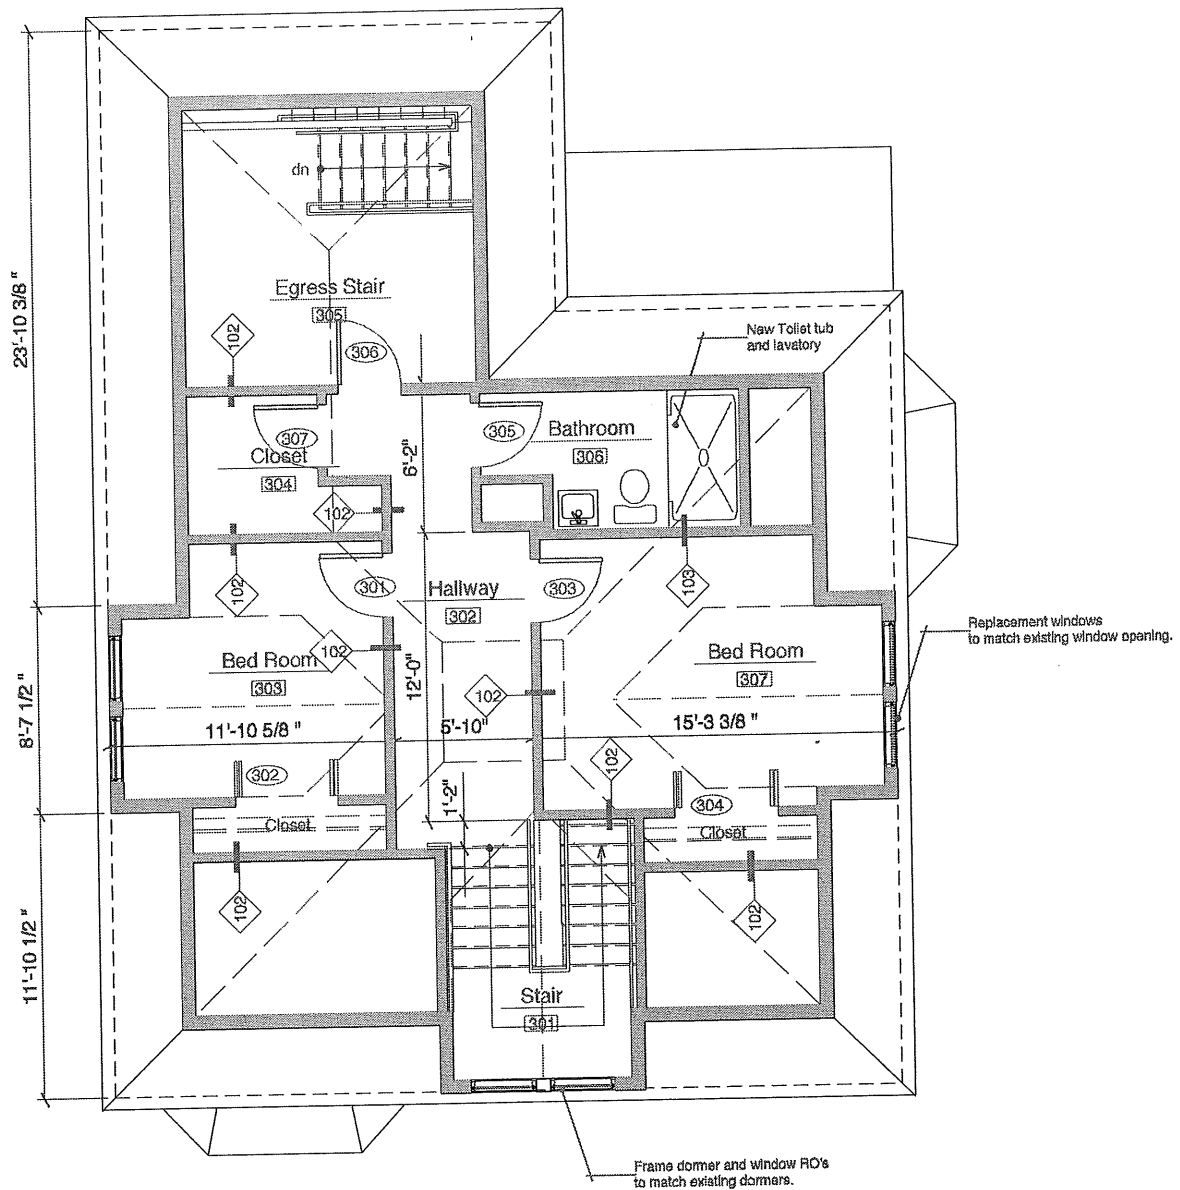 dn
23'-10 3/8 "
Egress Stair
305
102
306
New Toilet tub
and lavatory
307
Closet
304
102
6'-2"
305
Bathroom
306
102
301
Hallway
302
303
103
Replacement windows
to match existing window opening.
Bed Room
303
102
12'-0"
102
Bed Room
307
8'-7 1/2 "
11'-10 5/8 "
5'-10"
15'-3 3/8 "
302
102
304
1'-2"
Closet
Closet
102
102
11'-10 1/2 "
Stair
301
Frame dormer and window RO's
to match existing dormers.